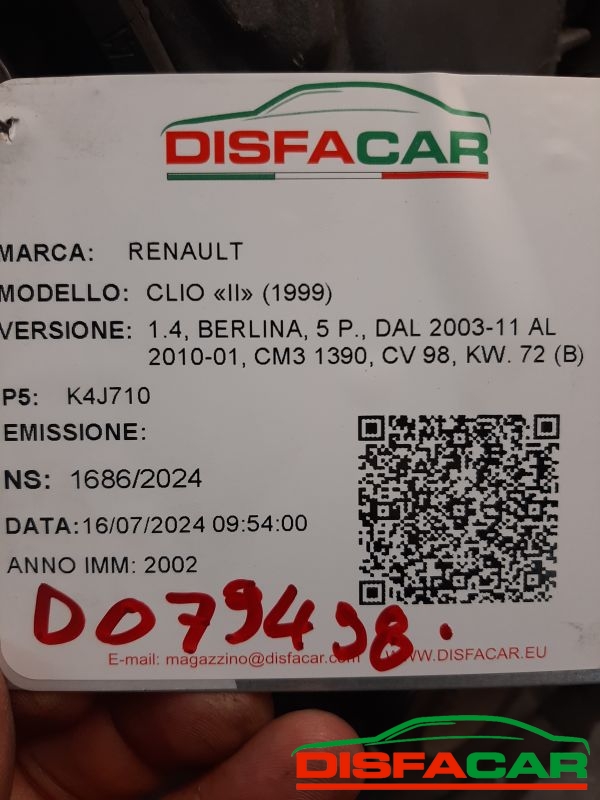 DISFACAR
MARCA: RENAULT
MODELLO: CLIO «II» (1999)
VERSIONE: 1.4, BERLINA, 5 P., DAL 2003-11 AL
2010-01, CM3 1390, CV 98, KW. 72 (B)
P5: K4J710
EMISSIONE:
NS: 1686/2024
DATA:16/07/2024 09:54:00
ANNO IMM: 2002
D079498.
E-mail: magazzino@disfacar.com WWW.DISFACAR.EU
DISFACAR